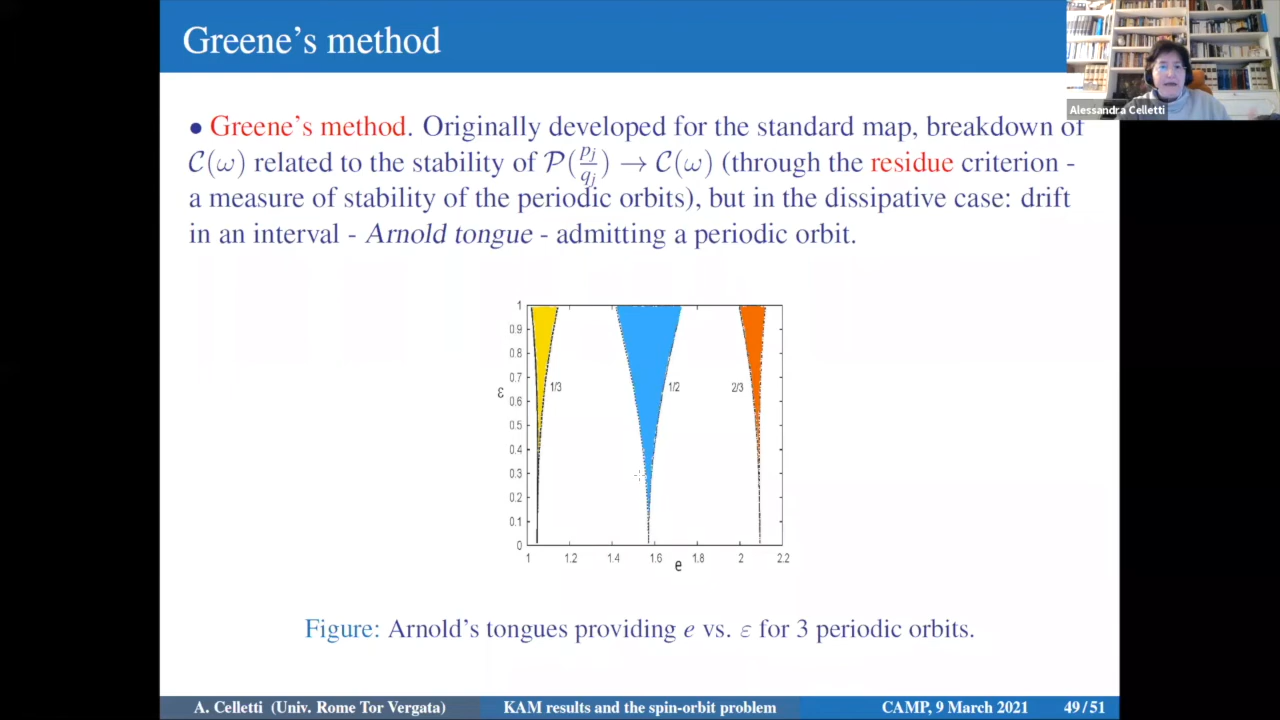 Greene's method
Alessandra Celletti
• Greene's method. Originally developed for the standard map, breakdown of
C(ω) related to the stability of P(p_j/q_j) → C(ω) (through the residue criterion -
a measure of stability of the periodic orbits), but in the dissipative case: drift
in an interval - Arnold tongue - admitting a periodic orbit.
1
0.9
0.8
0.7
0.6
0.5
0.4
0.3
0.2
0.1
0
ε
1/3
1/2
2/3
1 1.2 1.4 1.6 1.8 2 2.2
e
Figure: Arnold's tongues providing e vs. ε for 3 periodic orbits.
A. Celletti (Univ. Rome Tor Vergata) KAM results and the spin-orbit problem CAMP, 9 March 2021 49 / 51